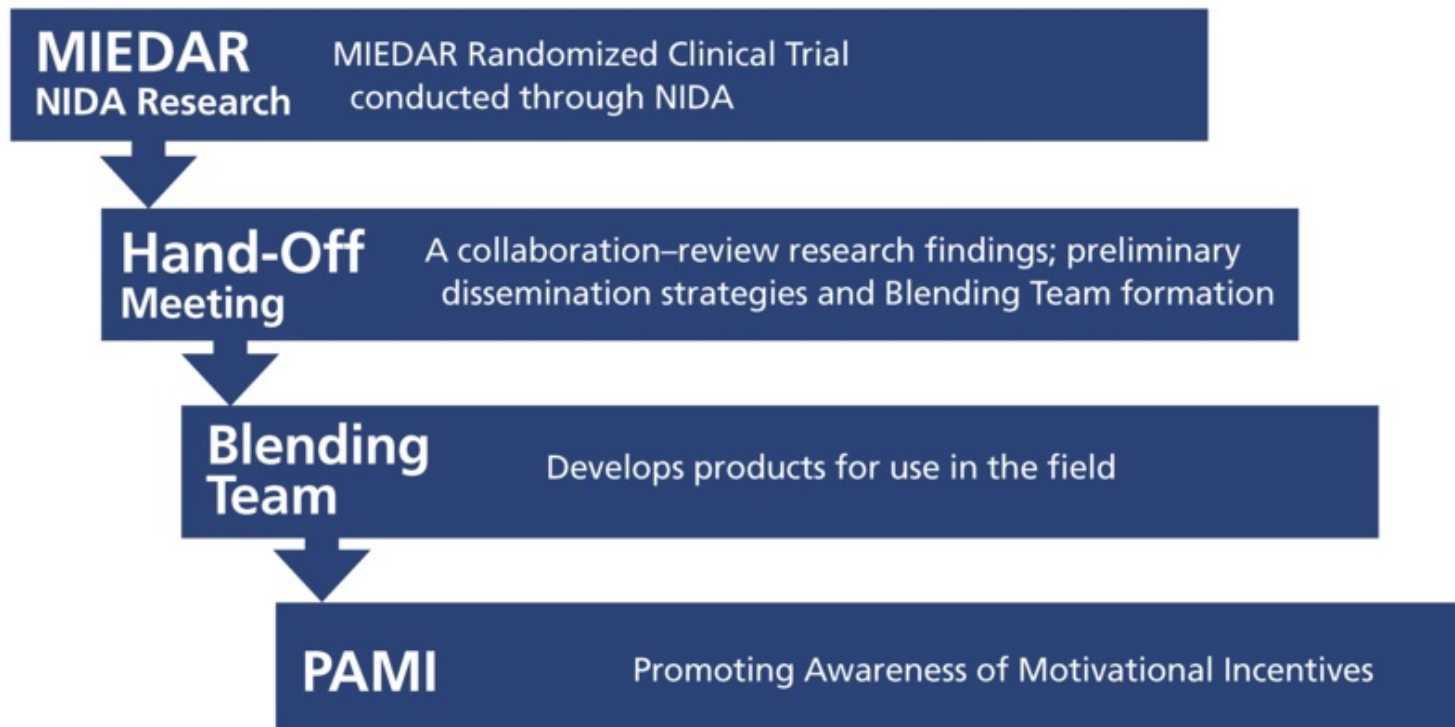 MIEDAR
NIDA Research
MIEDAR Randomized Clinical Trial
conducted through NIDA
Hand-Off
Meeting
A collaboration–review research findings; preliminary
dissemination strategies and Blending Team formation
Blending
Team
Develops products for use in the field
PAMI
Promoting Awareness of Motivational Incentives